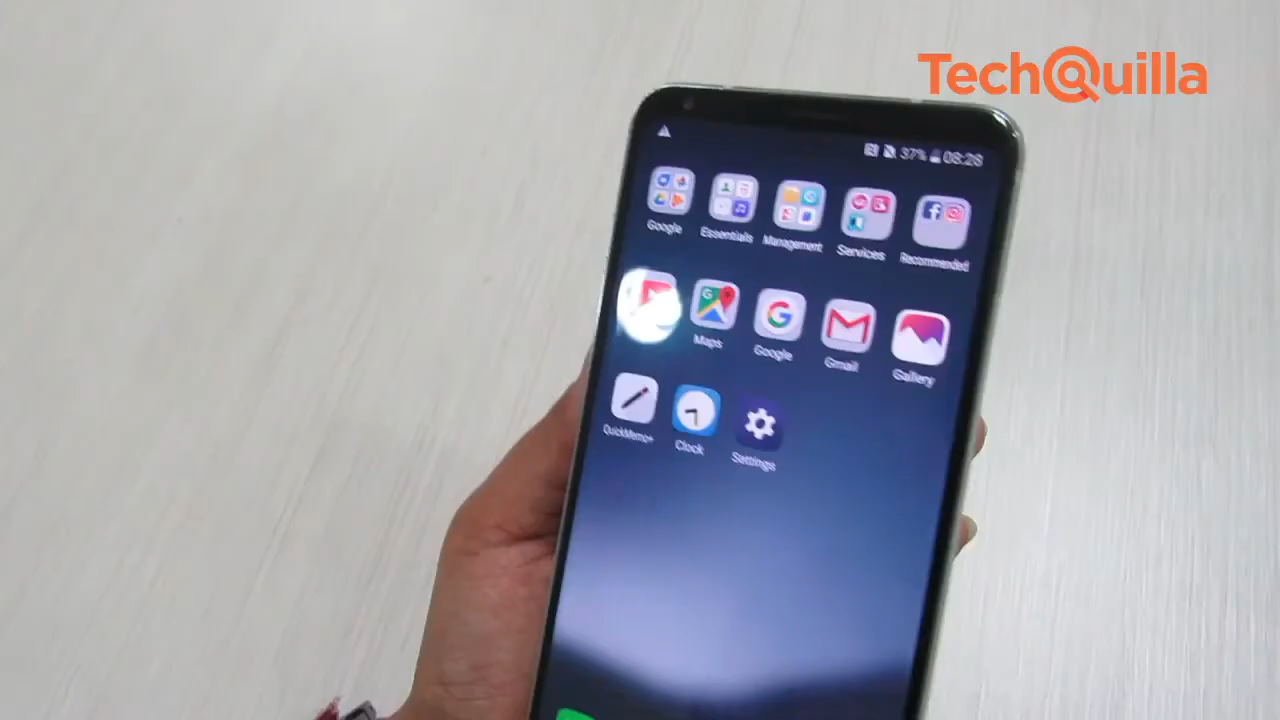 TechQuilla
37% 08:28
Google Essentials Management Services Recommended
Maps Google Gmail Gallery
QuickMemo+ Clock Settings